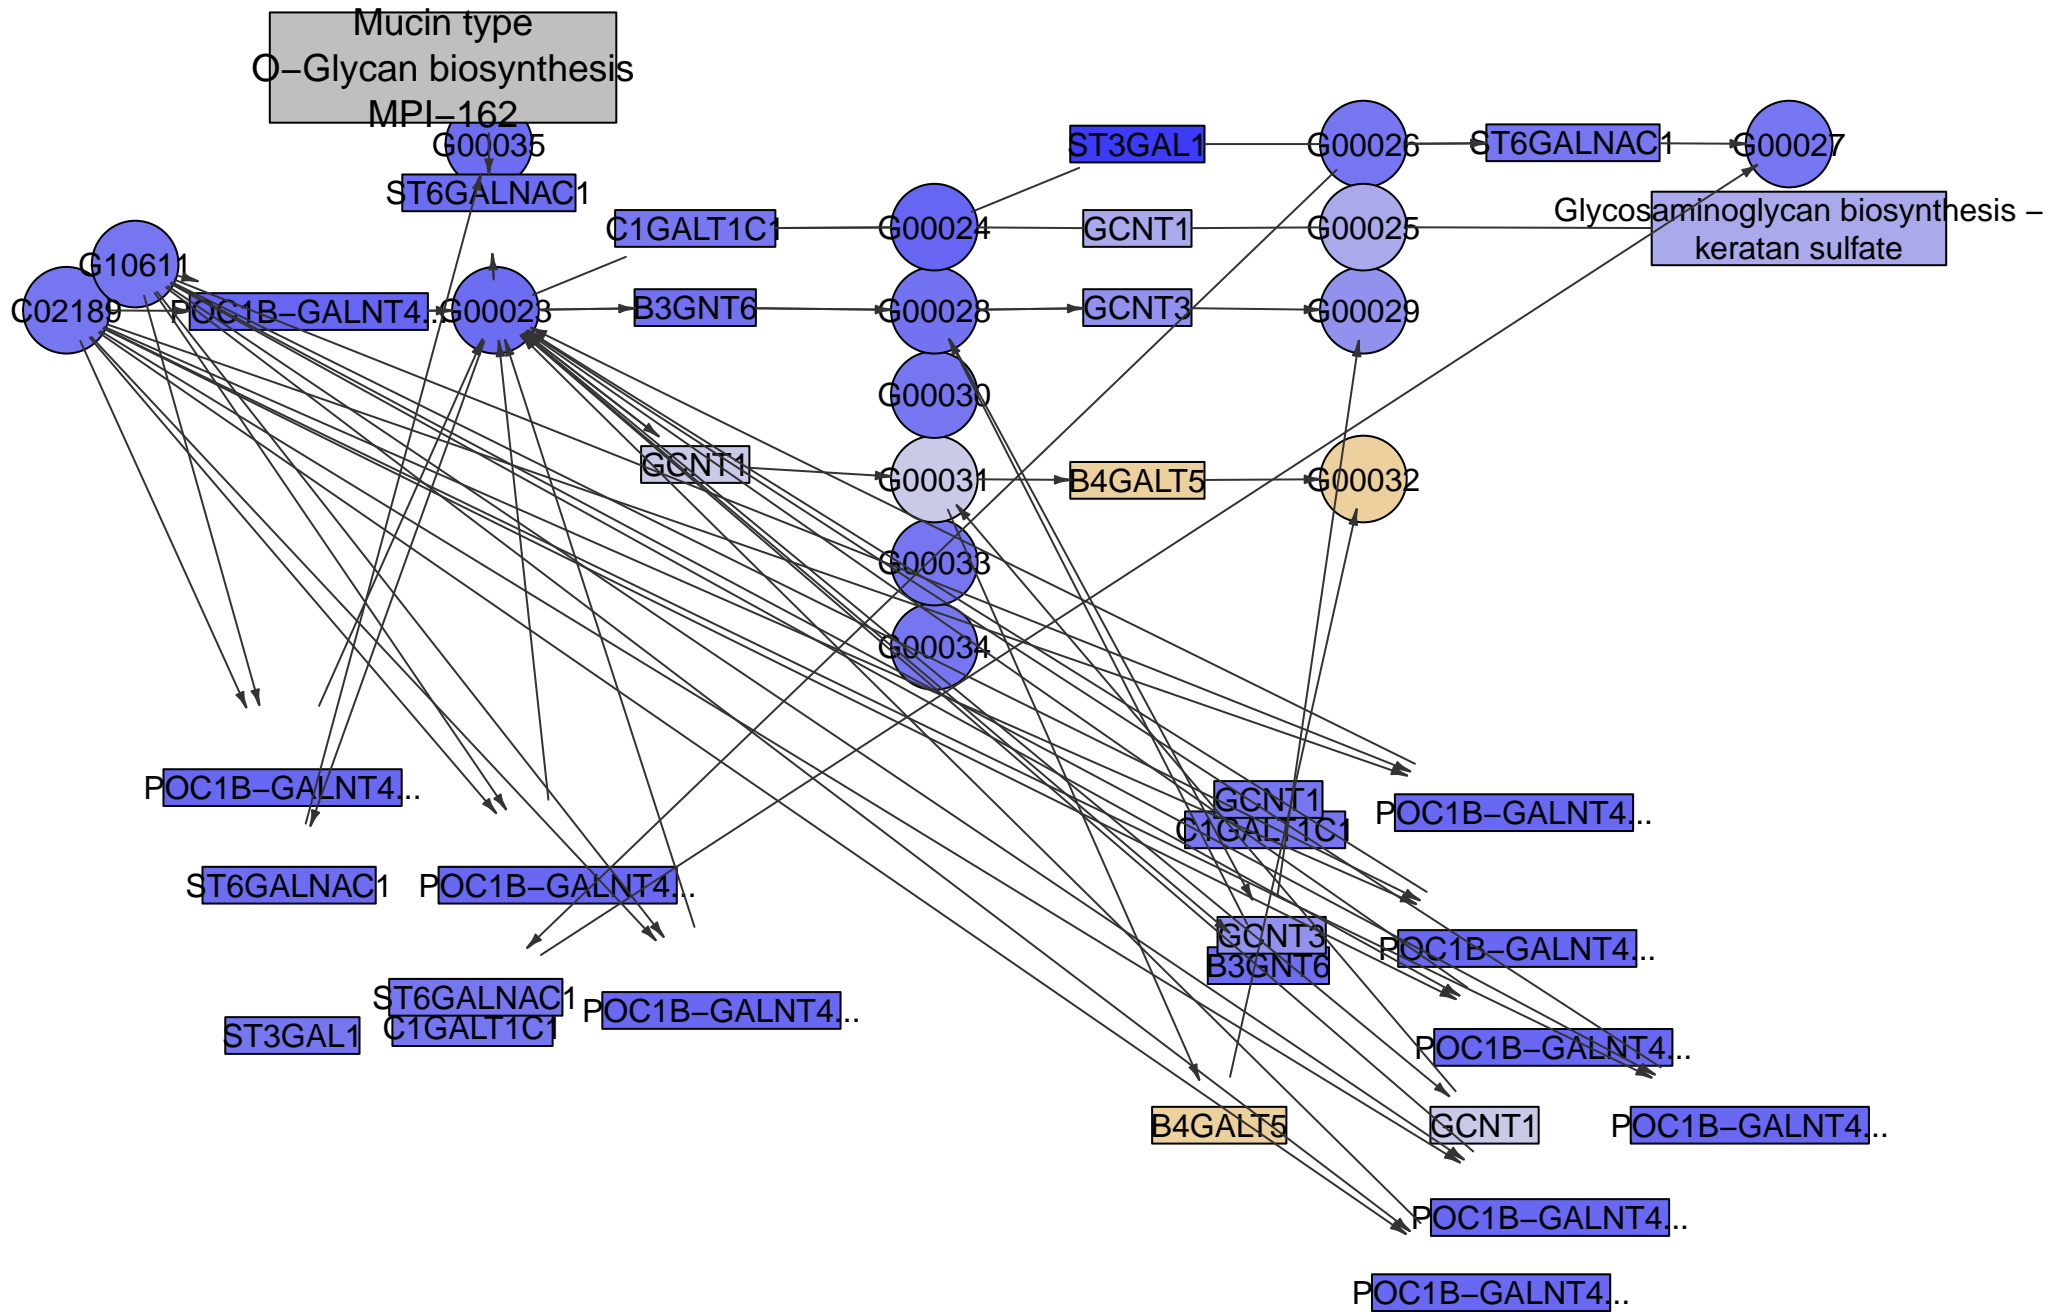 Mucin type
O−Glycan biosynthesis
MPI−162
G00035
ST6GALNAC1
ST3GAL1
G00026
ST6GALNAC1
G00027
C1GALT1C1
G00024
GCNT1
G00025
Glycosaminoglycan biosynthesis −
keratan sulfate
G10611
C02189
POC1B−GALNT4...
G00023
B3GNT6
G00028
GCNT3
G00029
G00030
GCNT1
G00031
B4GALT5
G00032
G00033
G00034
POC1B−GALNT4...
GCNT1
C1GALT1C1
POC1B−GALNT4...
ST6GALNAC1
POC1B−GALNT4...
GCNT3
B3GNT6
POC1B−GALNT4...
ST6GALNAC1
C1GALT1C1
ST3GAL1
POC1B−GALNT4...
POC1B−GALNT4...
B4GALT5
GCNT1
POC1B−GALNT4...
POC1B−GALNT4...
POC1B−GALNT4...